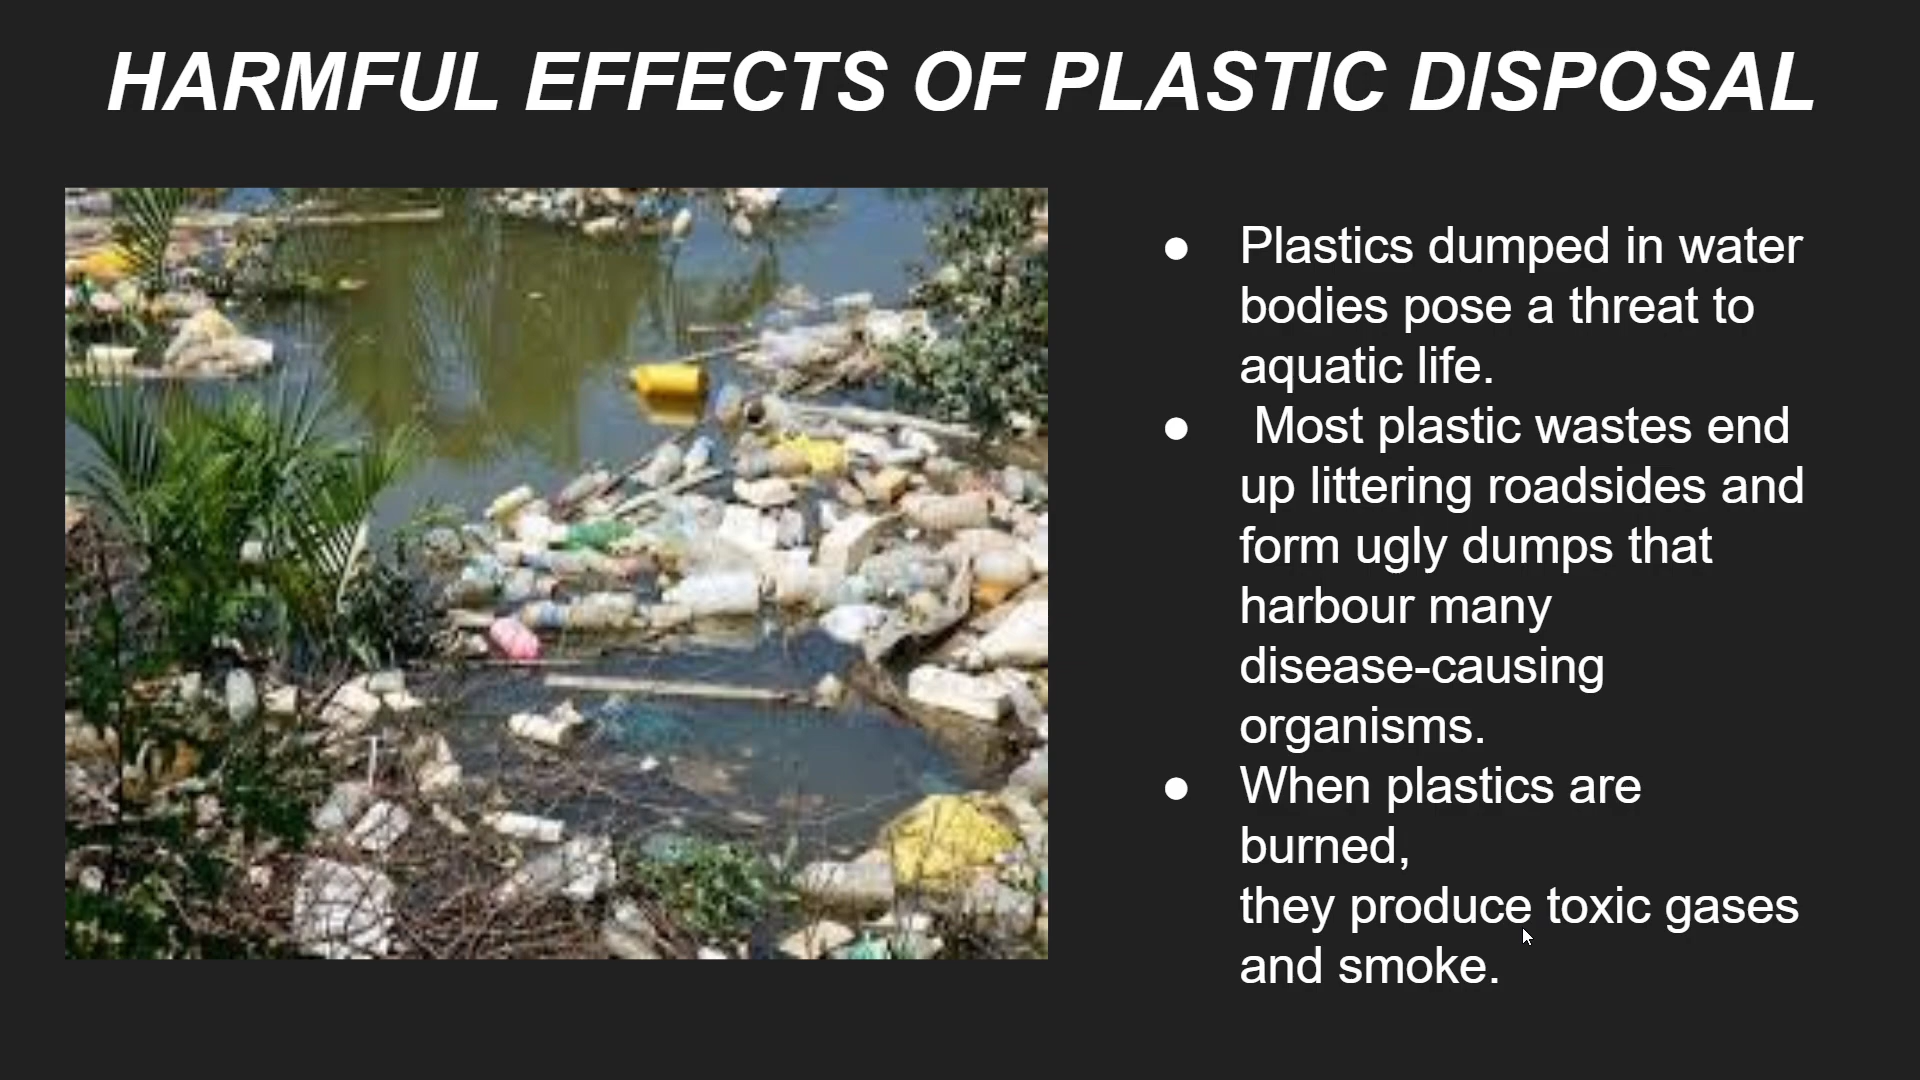 HARMFUL EFFECTS OF PLASTIC DISPOSAL
● Plastics dumped in water
bodies pose a threat to
aquatic life.
● Most plastic wastes end
up littering roadsides and
form ugly dumps that
harbour many
disease-causing
organisms.
● When plastics are
burned,
they produce toxic gases
and smoke.